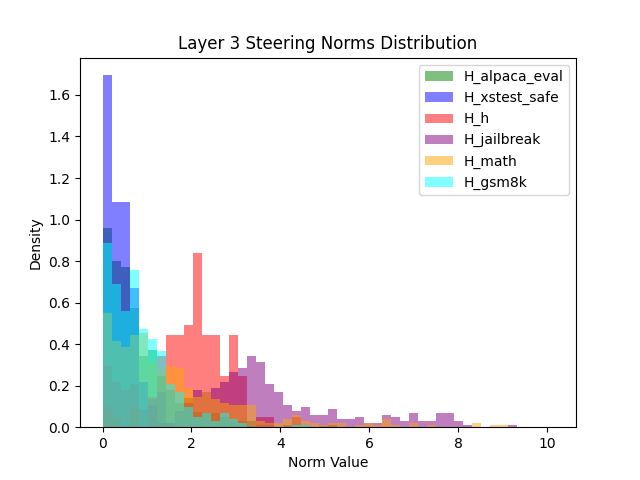 Layer 3 Steering Norms Distribution
H_alpaca_eval
H_xstest_safe
H_h
H_jailbreak
H_math
H_gsm8k
1.6
1.4
1.2
1.0
0.8
0.6
0.4
0.2
0.0
Density
0 2 4 6 8 10
Norm Value